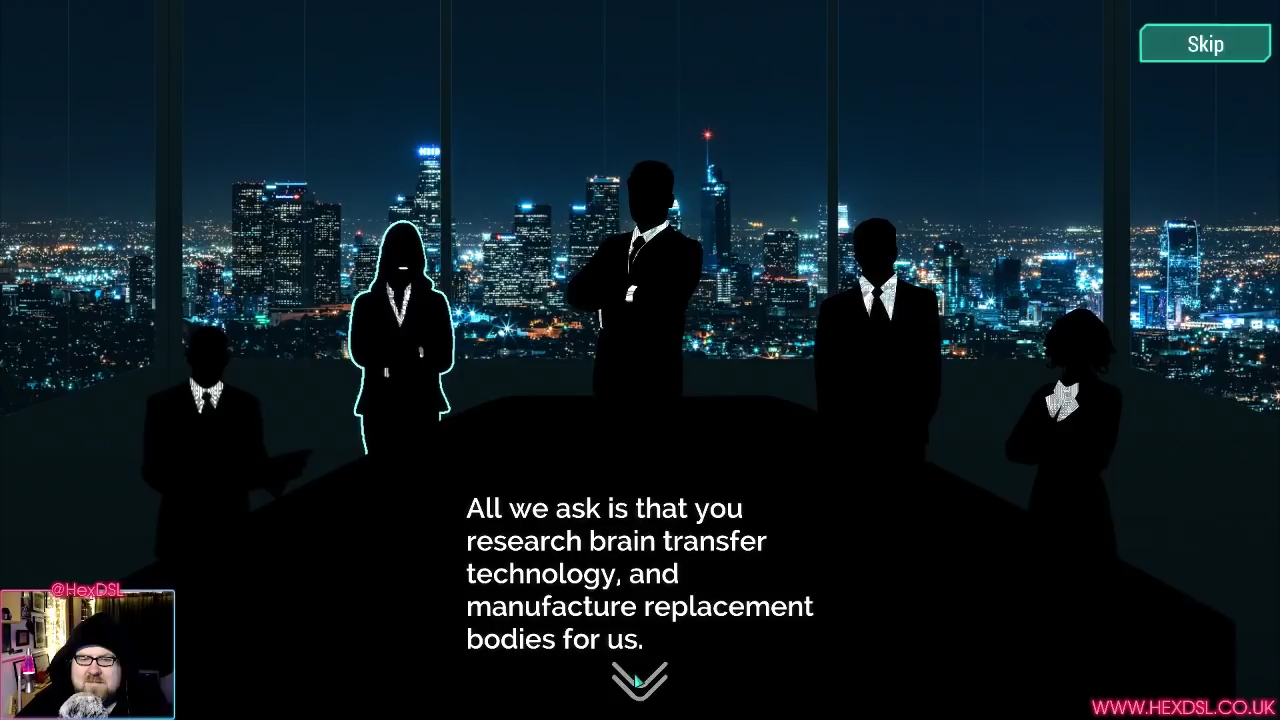 Skip
All we ask is that you
research brain transfer
technology, and
manufacture replacement
bodies for us.
@HexDSL
WWW.HEXDSL.CO.UK